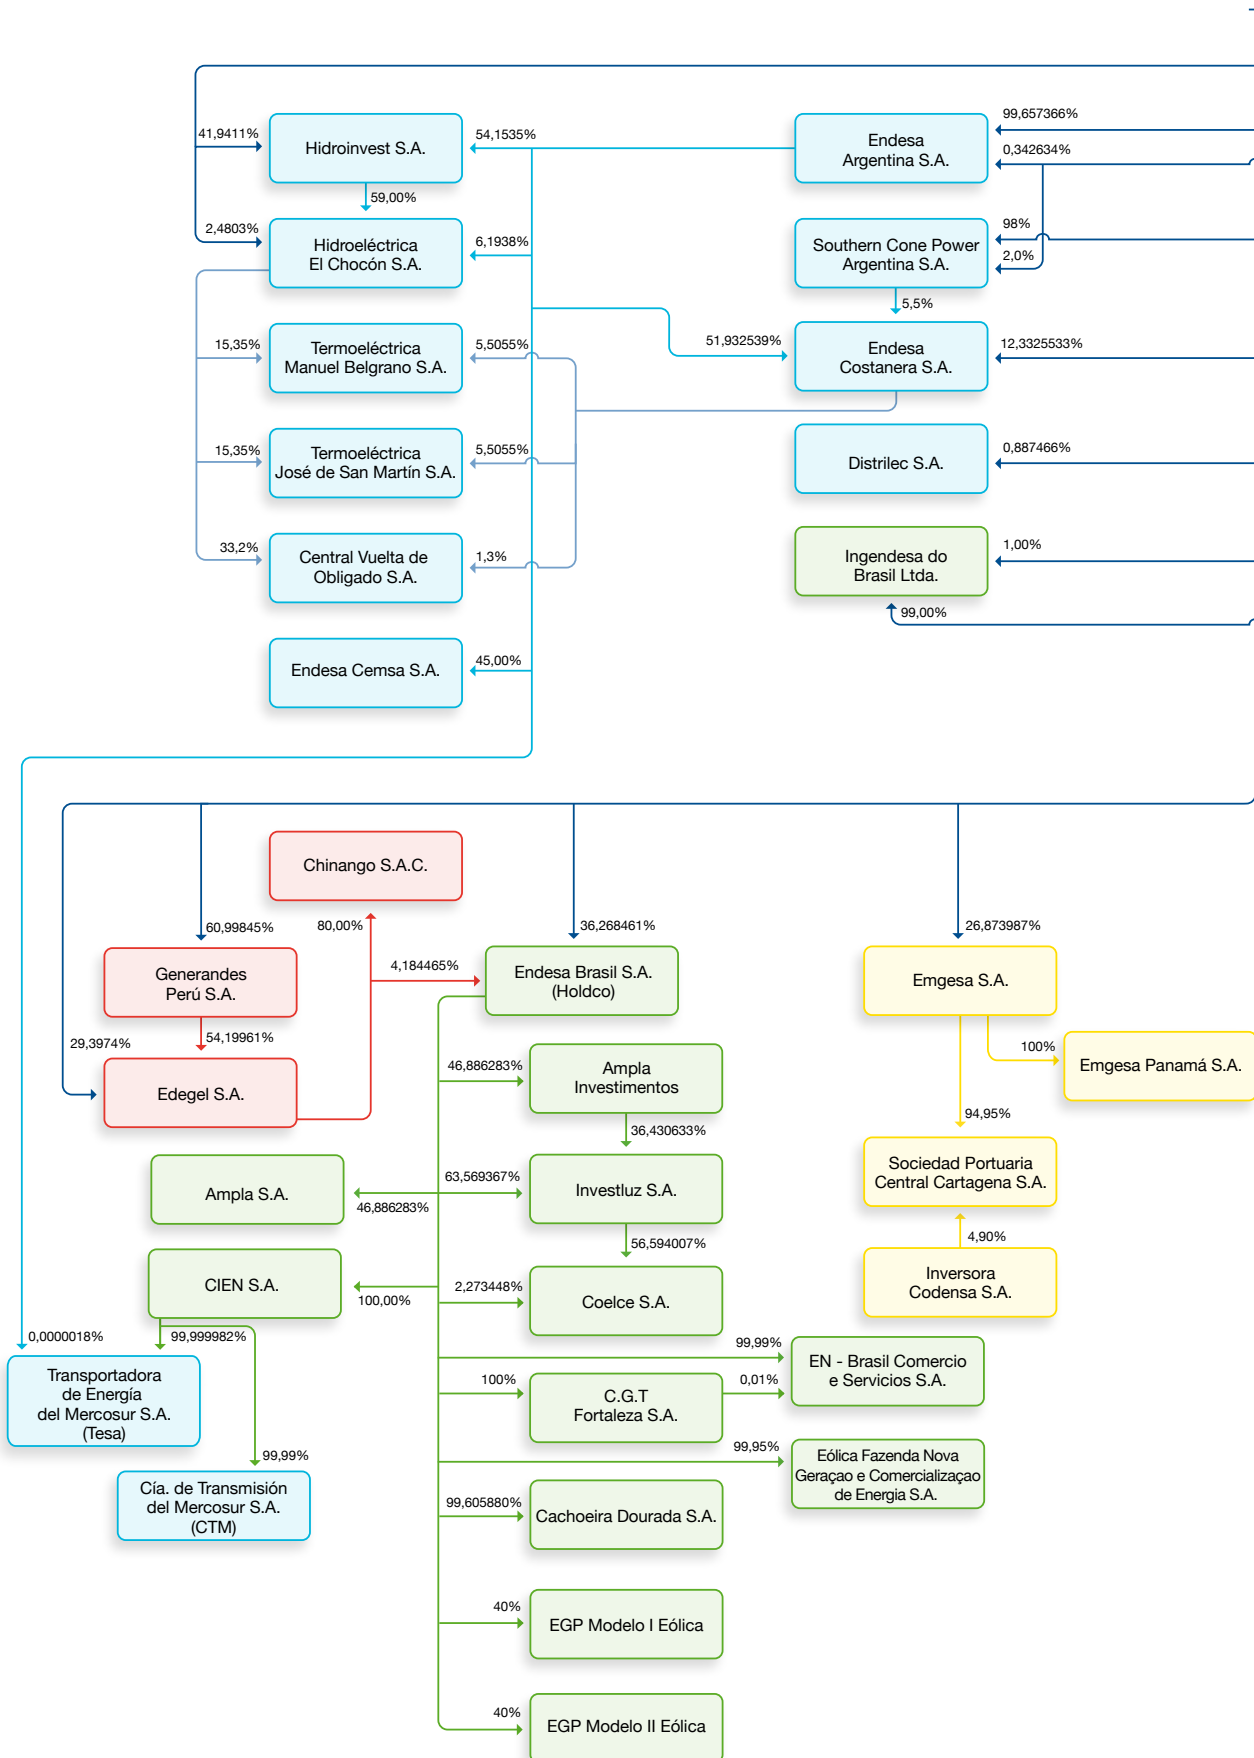 41,9411%
Hidroinvest S.A.
54,1535%
Endesa
Argentina S.A.
99,657366%
0,342634%
59,00%
2,4803%
Hidroeléctrica
El Chocón S.A.
6,1938%
Southern Cone Power
Argentina S.A.
98%
2,0%
5,5%
15,35%
Termoeléctrica
Manuel Belgrano S.A.
5,5055%
51,932539%
Endesa
Costanera S.A.
12,3325533%
15,35%
Termoeléctrica
José de San Martín S.A.
5,5055%
Distrilec S.A.
0,887466%
33,2%
Central Vuelta de
Obligado S.A.
1,3%
Ingendesa do
Brasil Ltda.
1,00%
99,00%
Endesa Cemsa S.A.
45,00%
Chinango S.A.C.
60,99845%
80,00%
36,268461%
26,873987%
Generandes
Perú S.A.
4,184465%
Endesa Brasil S.A.
(Holdco)
Emgesa S.A.
29,3974%
54,19961%
Edegel S.A.
46,886283%
Ampla
Investimentos
100%
Emgesa Panamá S.A.
36,430633%
94,95%
Ampla S.A.
46,886283%
63,569367%
Investluz S.A.
Sociedad Portuaria
Central Cartagena S.A.
56,594007%
4,90%
CIEN S.A.
100,00%
2,273448%
Coelce S.A.
Inversora
Codensa S.A.
0,0000018%
99,999982%
99,99%
EN - Brasil Comercio
e Servicios S.A.
Transportadora
de Energía
del Mercosur S.A.
(Tesa)
100%
C.G.T
Fortaleza S.A.
0,01%
99,99%
99,95%
Eólica Fazenda Nova
Geraçao e Comercializaçao
de Energia S.A.
Cía. de Transmisión
del Mercosur S.A.
(CTM)
99,605880%
Cachoeira Dourada S.A.
40%
EGP Modelo I Eólica
40%
EGP Modelo II Eólica